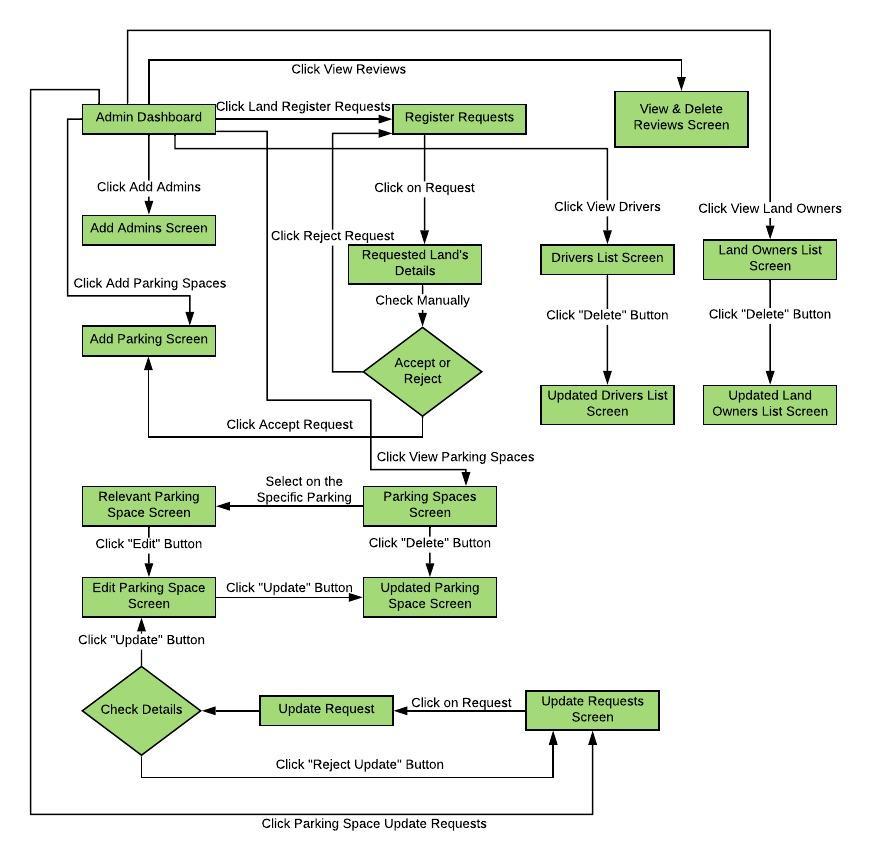 Click View Reviews
Admin Dashboard
Click Land Register Requests
Register Requests
View & Delete
Reviews Screen
Click Add Admins
Click on Request
Click View Drivers
Click View Land Owners
Add Admins Screen
Click Reject Request
Requested Land's
Details
Drivers List Screen
Land Owners List
Screen
Click Add Parking Spaces
Check Manually
Click "Delete" Button
Click "Delete" Button
Add Parking Screen
Accept or
Reject
Updated Drivers List
Screen
Updated Land
Owners List Screen
Click Accept Request
Click View Parking Spaces
Select on the
Specific Parking
Relevant Parking
Space Screen
Parking Spaces
Screen
Click "Edit" Button
Click "Delete" Button
Edit Parking Space
Screen
Click "Update" Button
Updated Parking
Space Screen
Click "Update" Button
Check Details
Update Request
Click on Request
Update Requests
Screen
Click "Reject Update" Button
Click Parking Space Update Requests